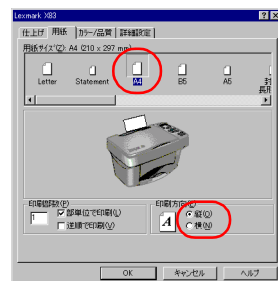 Lexmark X83
仕上げ 用紙 カラー/品質 詳細設定
用紙サイズ(Z): A4 (210 x 297 mm)
Letter Statement A4 B5 A5 封
長形
印刷部数(P)
1
部単位で印刷(L)
逆順で印刷(V)
印刷方向(E)
A
縦(O)
横(N)
OK キャンセル ヘルプ